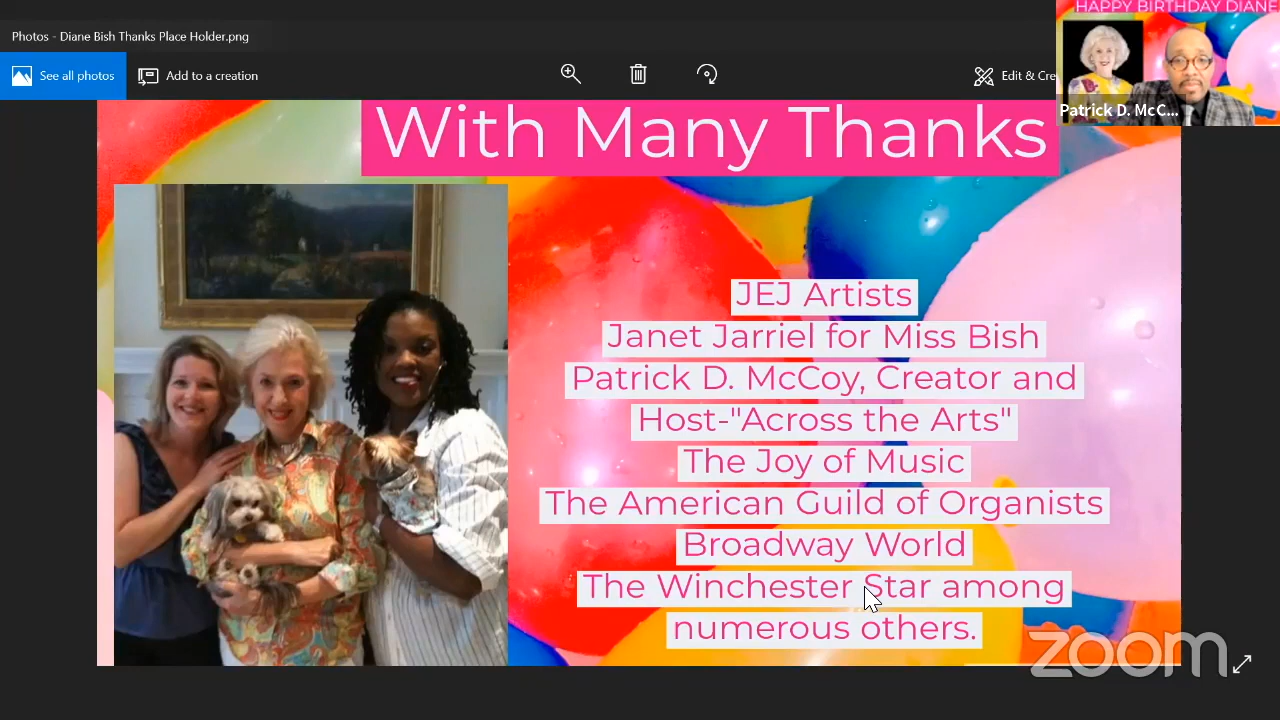 HAPPY BIRTHDAY DIANE
Photos - Diane Bish Thanks Place Holder.png
See all photos
Add to a creation
Edit & Cre
Patrick D. McC...
With Many Thanks
JEJ Artists
Janet Jarriel for Miss Bish
Patrick D. McCoy, Creator and
Host-"Across the Arts"
The Joy of Music
The American Guild of Organists
Broadway World
The Winchester Star among
numerous others.
zoom